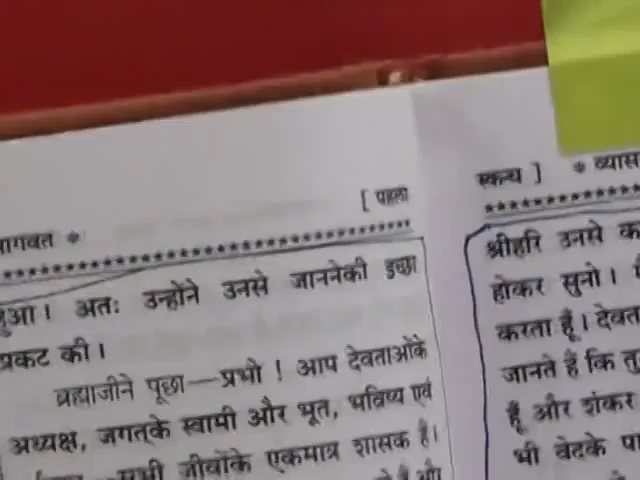 [ पहला
हुआ। अतः उन्होंने उनसे जाननेकी इच्छा
प्रकट की।
ब्रह्माजीने पूछा—प्रभो ! आप देवताओंके
अध्यक्ष, जगत्‌के स्वामी और भूत, भविष्य एवं
सभी जीवोंके एकमात्र शासक हैं।
स्कन्ध ] * व्यास
श्रीहरि उनसे
होकर सुनो।
करता हूँ। देवता
जानते हैं कि
हूँ और शंकर
भी वेदके